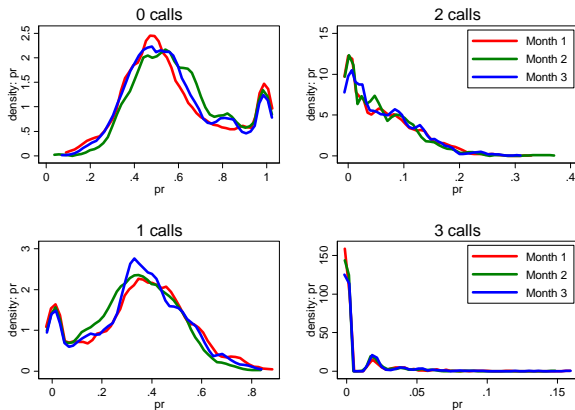 0 calls
density: pr
0 .5 1 1.5 2 2.5
0 .2 .4 .6 .8 1
pr
2 calls
Month 1
Month 2
Month 3
density: pr
0 5 10 15
0 .1 .2 .3 .4
pr
1 calls
density: pr
0 1 2 3
0 .2 .4 .6 .8
pr
3 calls
Month 1
Month 2
Month 3
density: pr
0 50 100 150
0 .05 .1 .15
pr